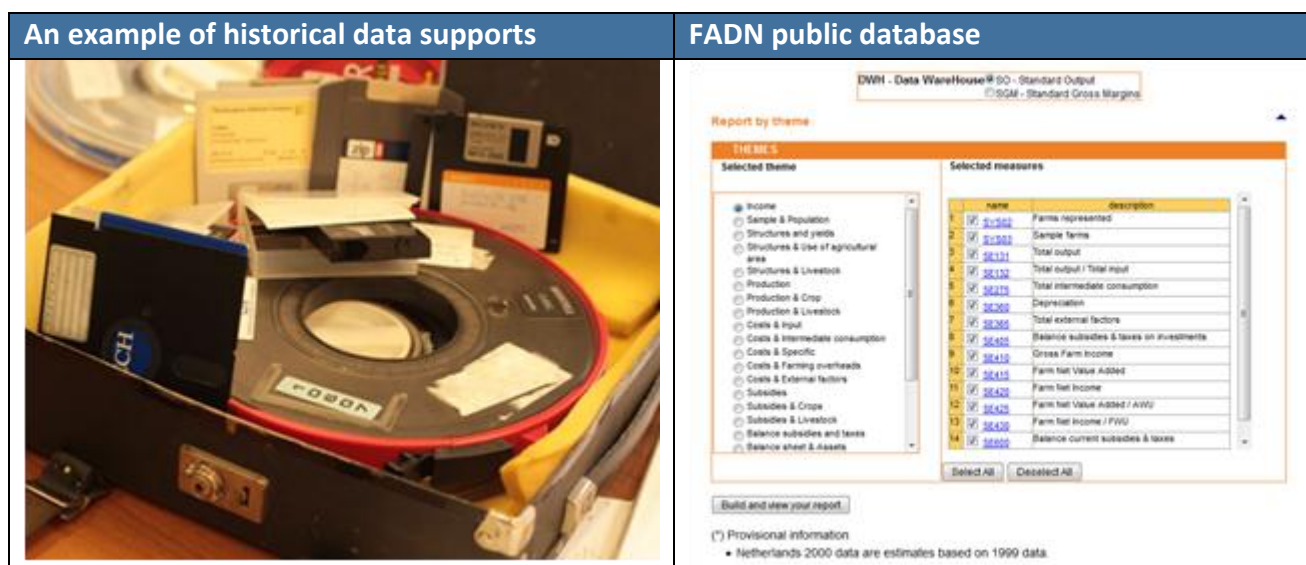 An example of historical data supports
FADN public database
zip
DWH - Data WareHouse SO - Standard Output
SGM - Standard Gross Margins
Report by theme
THEMES
Selected theme
Selected measures
Income
Sample & Population
Structures and yields
Structures & Use of agricultural
area
Structures & Livestock
Production
Production & Crop
Production & Livestock
Costs & Input
Costs & Intermediate consumption
Costs & Specific
Costs & Farming overheads
Costs & External factors
Subsidies
Subsidies & Crops
Subsidies & Livestock
Balance subsidies and taxes
Balance sheet & Assets
name description
1 SYS02 Farms represented
2 SYS03 Sample farms
3 SE131 Total output
4 SE132 Total output / Total input
5 SE275 Total intermediate consumption
6 SE360 Depreciation
7 SE365 Total external factors
8 SE405 Balance subsidies & taxes on investments
9 SE410 Gross Farm Income
10 SE415 Farm Net Value Added
11 SE420 Farm Net Income
12 SE425 Farm Net Value Added / AWU
13 SE430 Farm Net Income / FWU
14 SE600 Balance current subsidies & taxes
Select All Deselect All
Build and view your report
(*) Provisional information
• Netherlands 2000 data are estimates based on 1999 data.